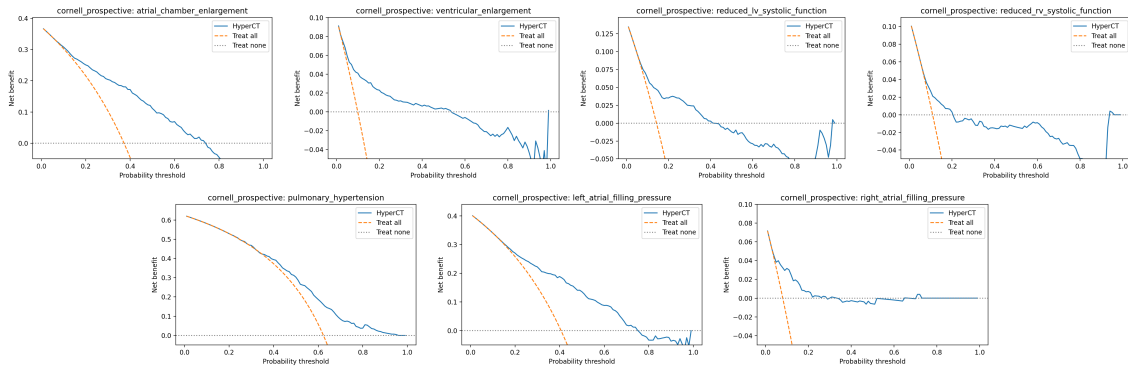 cornell_prospective: atrial_chamber_enlargement
Net benefit
0.4
0.3
0.2
0.1
0.0
HyperCT
Treat all
Treat none
0.0 0.2 0.4 0.6 0.8 1.0
Probability threshold
cornell_prospective: ventricular_enlargement
Net benefit
0.100
0.08
0.06
0.04
0.02
0.00
−0.02
−0.04
HyperCT
Treat all
Treat none
0.0 0.2 0.4 0.6 0.8 1.0
Probability threshold
cornell_prospective: reduced_lv_systolic_function
Net benefit
0.125
0.100
0.075
0.050
0.025
0.000
−0.025
−0.050
HyperCT
Treat all
Treat none
0.0 0.2 0.4 0.6 0.8 1.0
Probability threshold
cornell_prospective: reduced_rv_systolic_function
Net benefit
0.10
0.08
0.06
0.04
0.02
0.00
−0.02
−0.04
HyperCT
Treat all
Treat none
0.0 0.2 0.4 0.6 0.8 1.0
Probability threshold
cornell_prospective: pulmonary_hypertension
Net benefit
0.6
0.5
0.4
0.3
0.2
0.1
0.0
HyperCT
Treat all
Treat none
0.0 0.2 0.4 0.6 0.8 1.0
Probability threshold
cornell_prospective: left_atrial_filling_pressure
Net benefit
0.4
0.3
0.2
0.1
0.0
HyperCT
Treat all
Treat none
0.0 0.2 0.4 0.6 0.8 1.0
Probability threshold
cornell_prospective: right_atrial_filling_pressure
Net benefit
0.10
0.08
0.06
0.04
0.02
0.00
−0.02
−0.04
HyperCT
Treat all
Treat none
0.0 0.2 0.4 0.6 0.8 1.0
Probability threshold